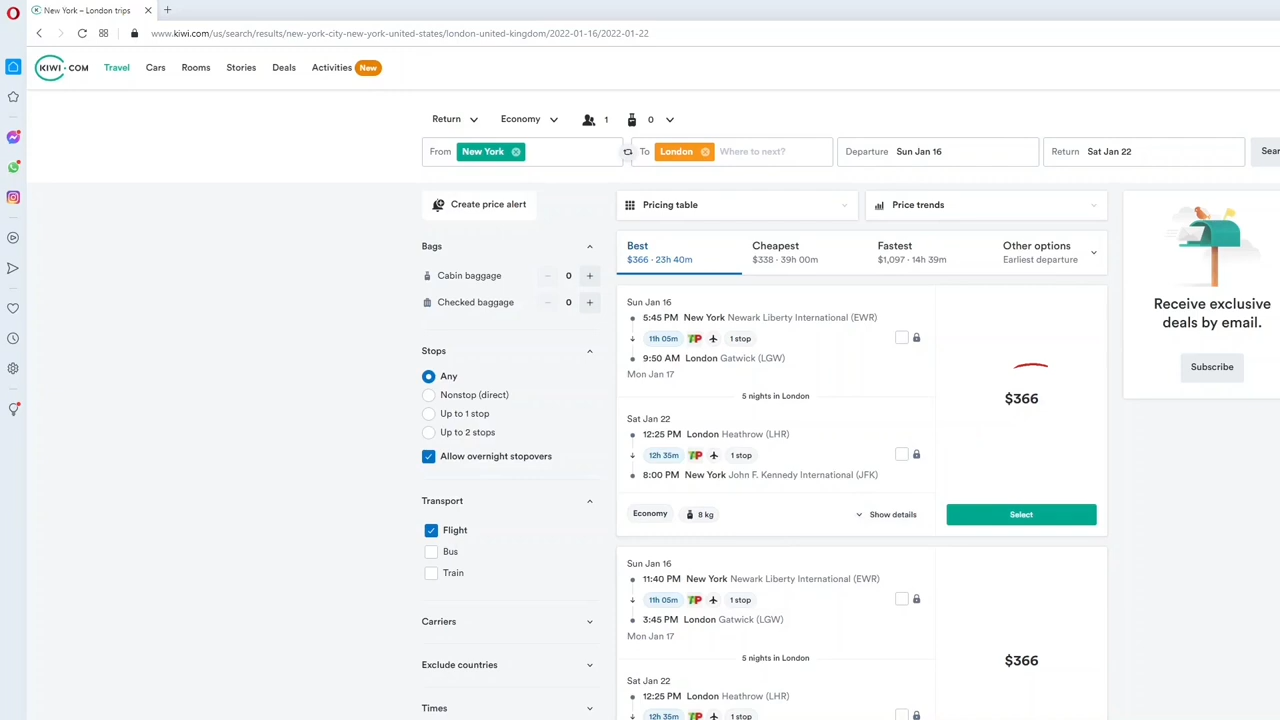 New York – London trips
www.kiwi.com/us/search/results/new-york-city-new-york-united-states/london-united-kingdom/2022-01-16/2022-01-22
KIWI.COM Travel Cars Rooms Stories Deals Activities New
Return Economy 1 0
From New York To London Where to next? Departure Sun Jan 16 Return Sat Jan 22
Create price alert
Bags
Cabin baggage 0 +
Checked baggage 0 +
Stops
Any
Nonstop (direct)
Up to 1 stop
Up to 2 stops
Allow overnight stopovers
Transport
Flight
Bus
Train
Carriers
Exclude countries
Times
Pricing table Price trends
Best Cheapest Fastest Other options
$366 · 23h 40m $338 · 39h 00m $1,097 · 14h 39m Earliest departure
Sun Jan 16
5:45 PM New York Newark Liberty International (EWR)
11h 05m TP 1 stop
9:50 AM London Gatwick (LGW)
Mon Jan 17
5 nights in London
$366
Sat Jan 22
12:25 PM London Heathrow (LHR)
12h 35m TP 1 stop
8:00 PM New York John F. Kennedy International (JFK)
Economy 8 kg Show details Select
Sun Jan 16
11:40 PM New York Newark Liberty International (EWR)
11h 05m TP 1 stop
3:45 PM London Gatwick (LGW)
Mon Jan 17
5 nights in London
$366
Sat Jan 22
12:25 PM London Heathrow (LHR)
12h 35m TP 1 stop
Receive exclusive
deals by email.
Subscribe